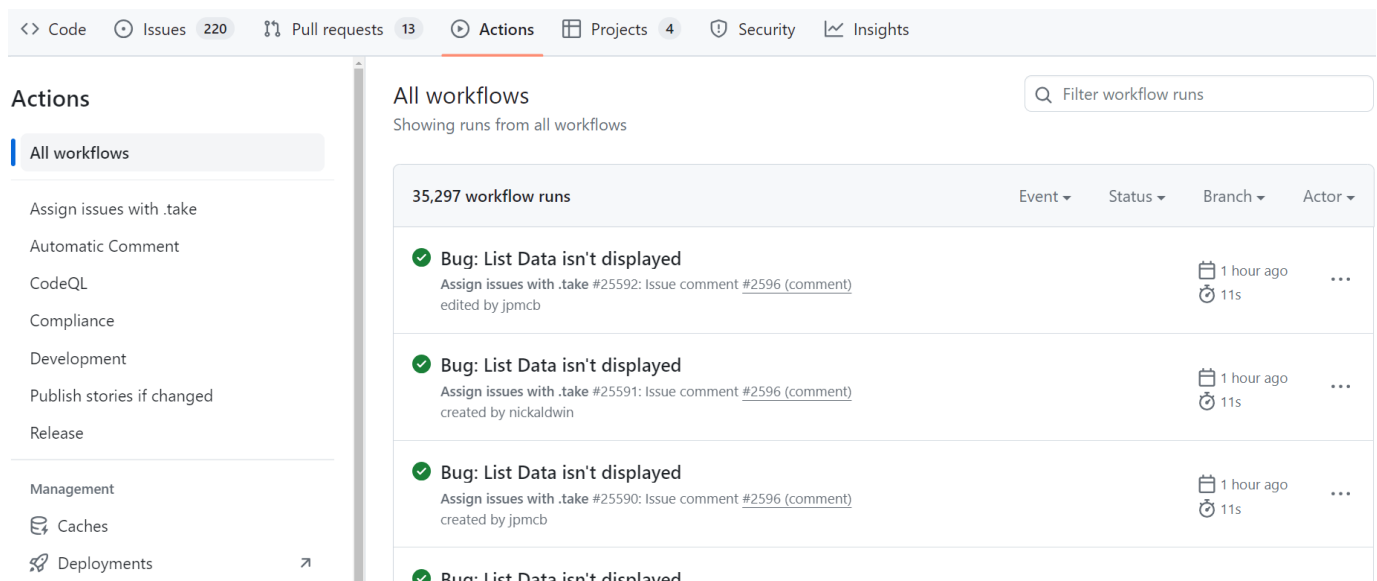 Code Issues 220 Pull requests 13 Actions Projects 4 Security Insights
Actions
All workflows
Assign issues with .take
Automatic Comment
CodeQL
Compliance
Development
Publish stories if changed
Release
Management
Caches
Deployments
All workflows
Showing runs from all workflows
Filter workflow runs
35,297 workflow runs
Event Status Branch Actor
Bug: List Data isn't displayed
Assign issues with .take #25592: Issue comment #2596 (comment)
edited by jpmcb
1 hour ago
11s
Bug: List Data isn't displayed
Assign issues with .take #25591: Issue comment #2596 (comment)
created by nickaldwin
1 hour ago
11s
Bug: List Data isn't displayed
Assign issues with .take #25590: Issue comment #2596 (comment)
created by jpmcb
1 hour ago
11s
Bug: List Data isn't displayed